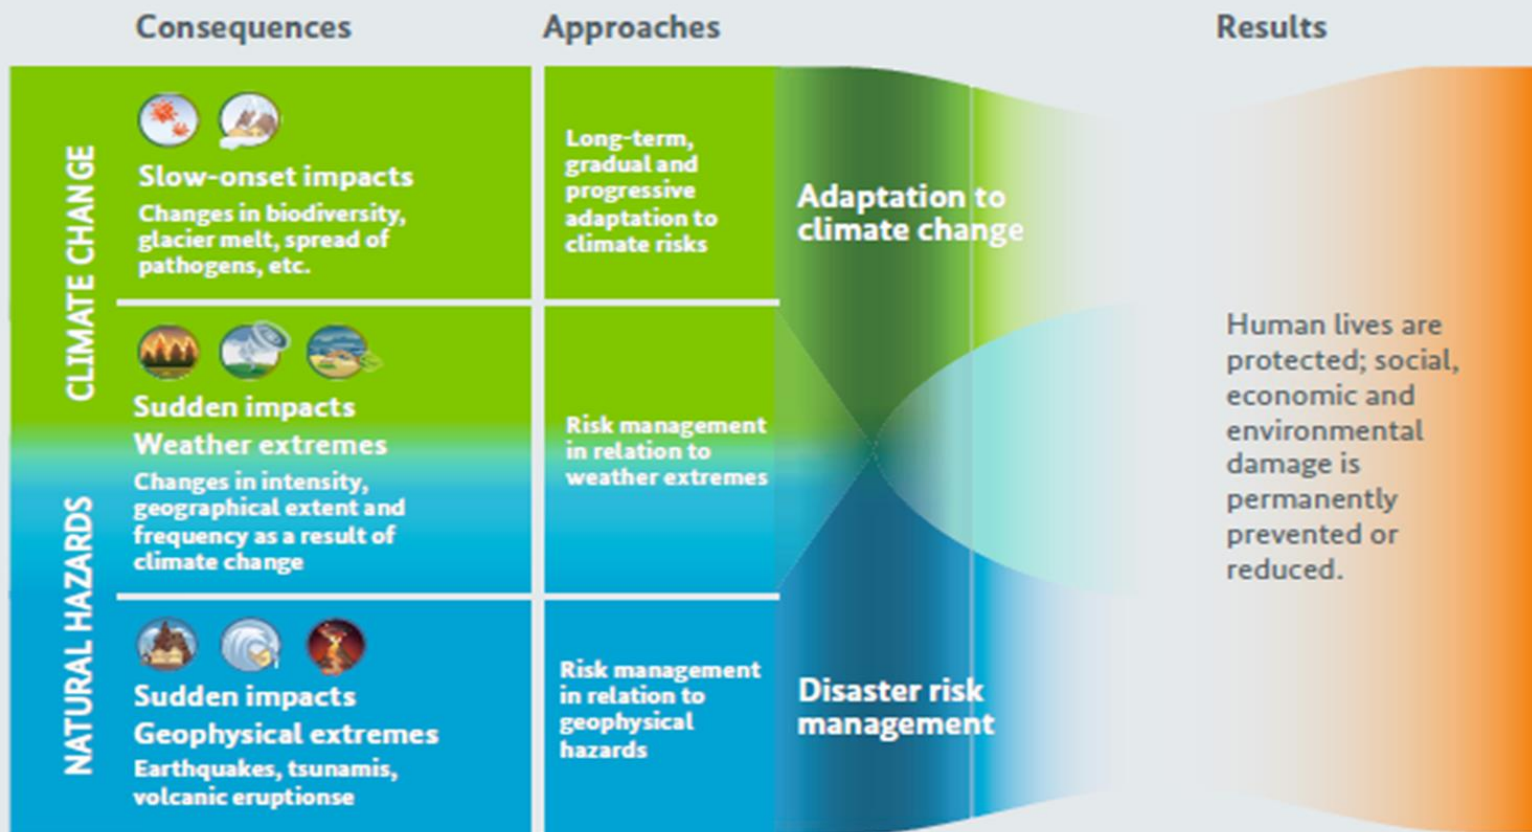 Consequences
Approaches
Results
CLIMATE CHANGE
Slow-onset impacts
Changes in biodiversity,
glacier melt, spread of
pathogens, etc.
Long-term,
gradual and
progressive
adaptation to
climate risks
Adaptation to
climate change
Sudden impacts
Weather extremes
Changes in intensity,
geographical extent and
frequency as a result of
climate change
Risk management
in relation to
weather extremes
NATURAL HAZARDS
Sudden impacts
Geophysical extremes
Earthquakes, tsunamis,
volcanic eruptionse
Risk management
in relation to
geophysical
hazards
Disaster risk
management
Human lives are
protected; social,
economic and
environmental
damage is
permanently
prevented or
reduced.